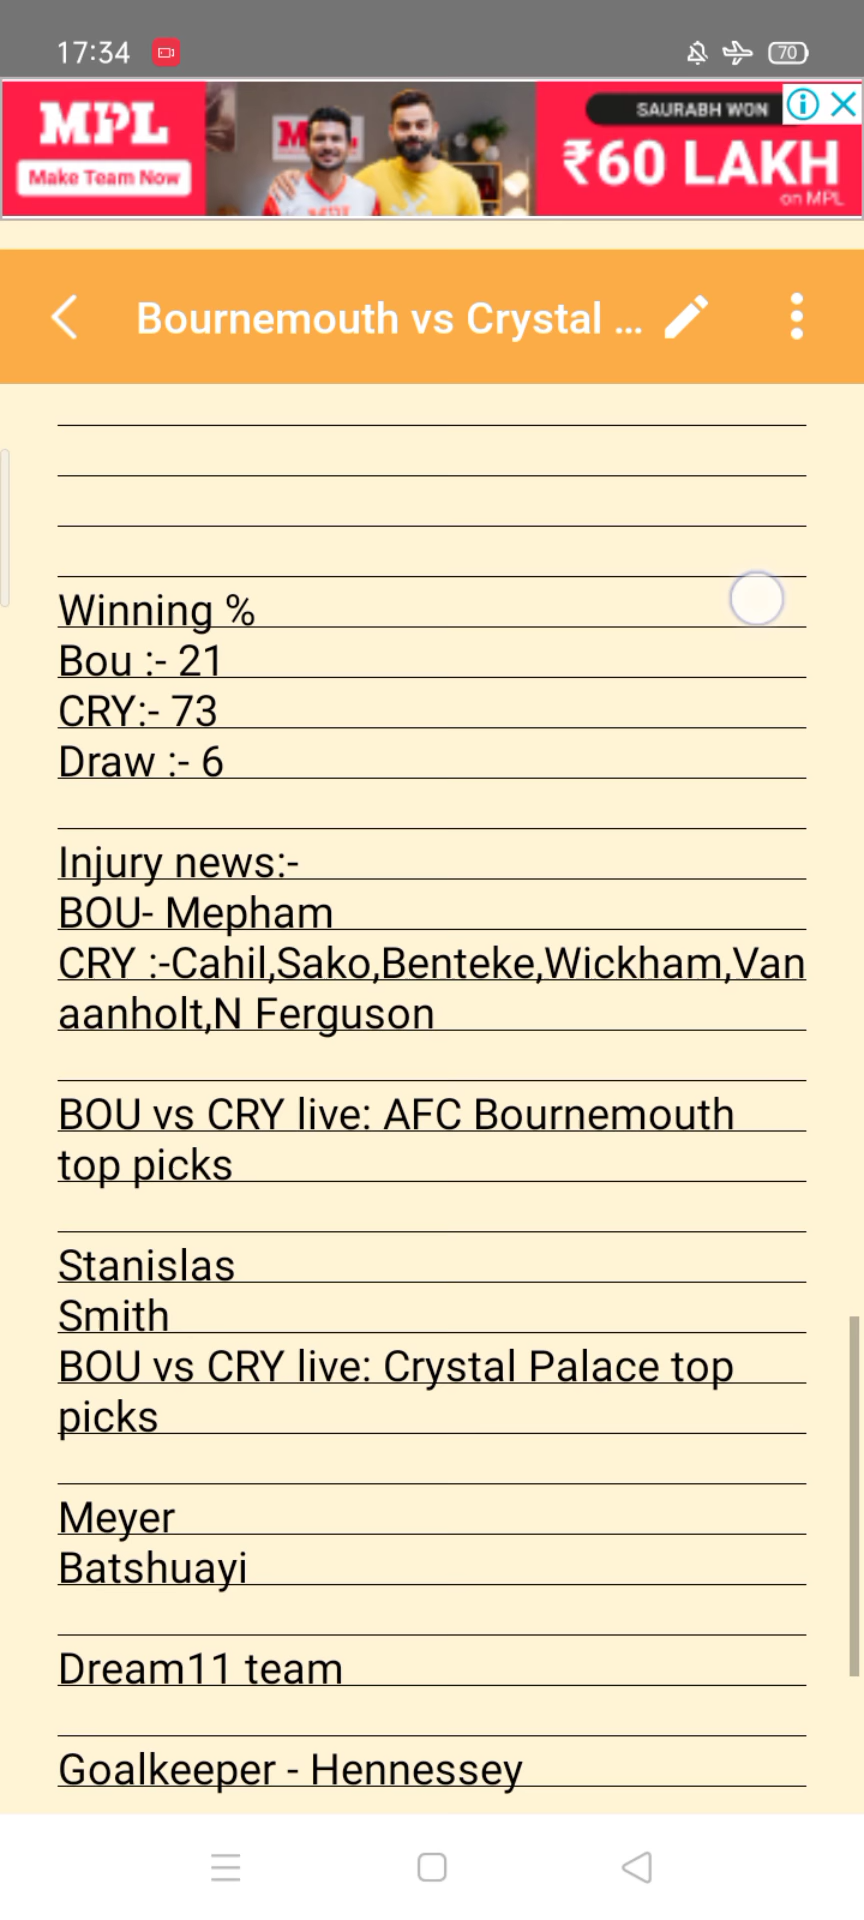 17:34
70
MPL
Make Team Now
SAURABH WON
₹60 LAKH
on MPL
Bournemouth vs Crystal ...
Winning %
Bou :- 21
CRY:- 73
Draw :- 6
Injury news:-
BOU- Mepham
CRY :-Cahil,Sako,Benteke,Wickham,Van
aanholt,N Ferguson
BOU vs CRY live: AFC Bournemouth
top picks
Stanislas
Smith
BOU vs CRY live: Crystal Palace top
picks
Meyer
Batshuayi
Dream11 team
Goalkeeper - Hennessey